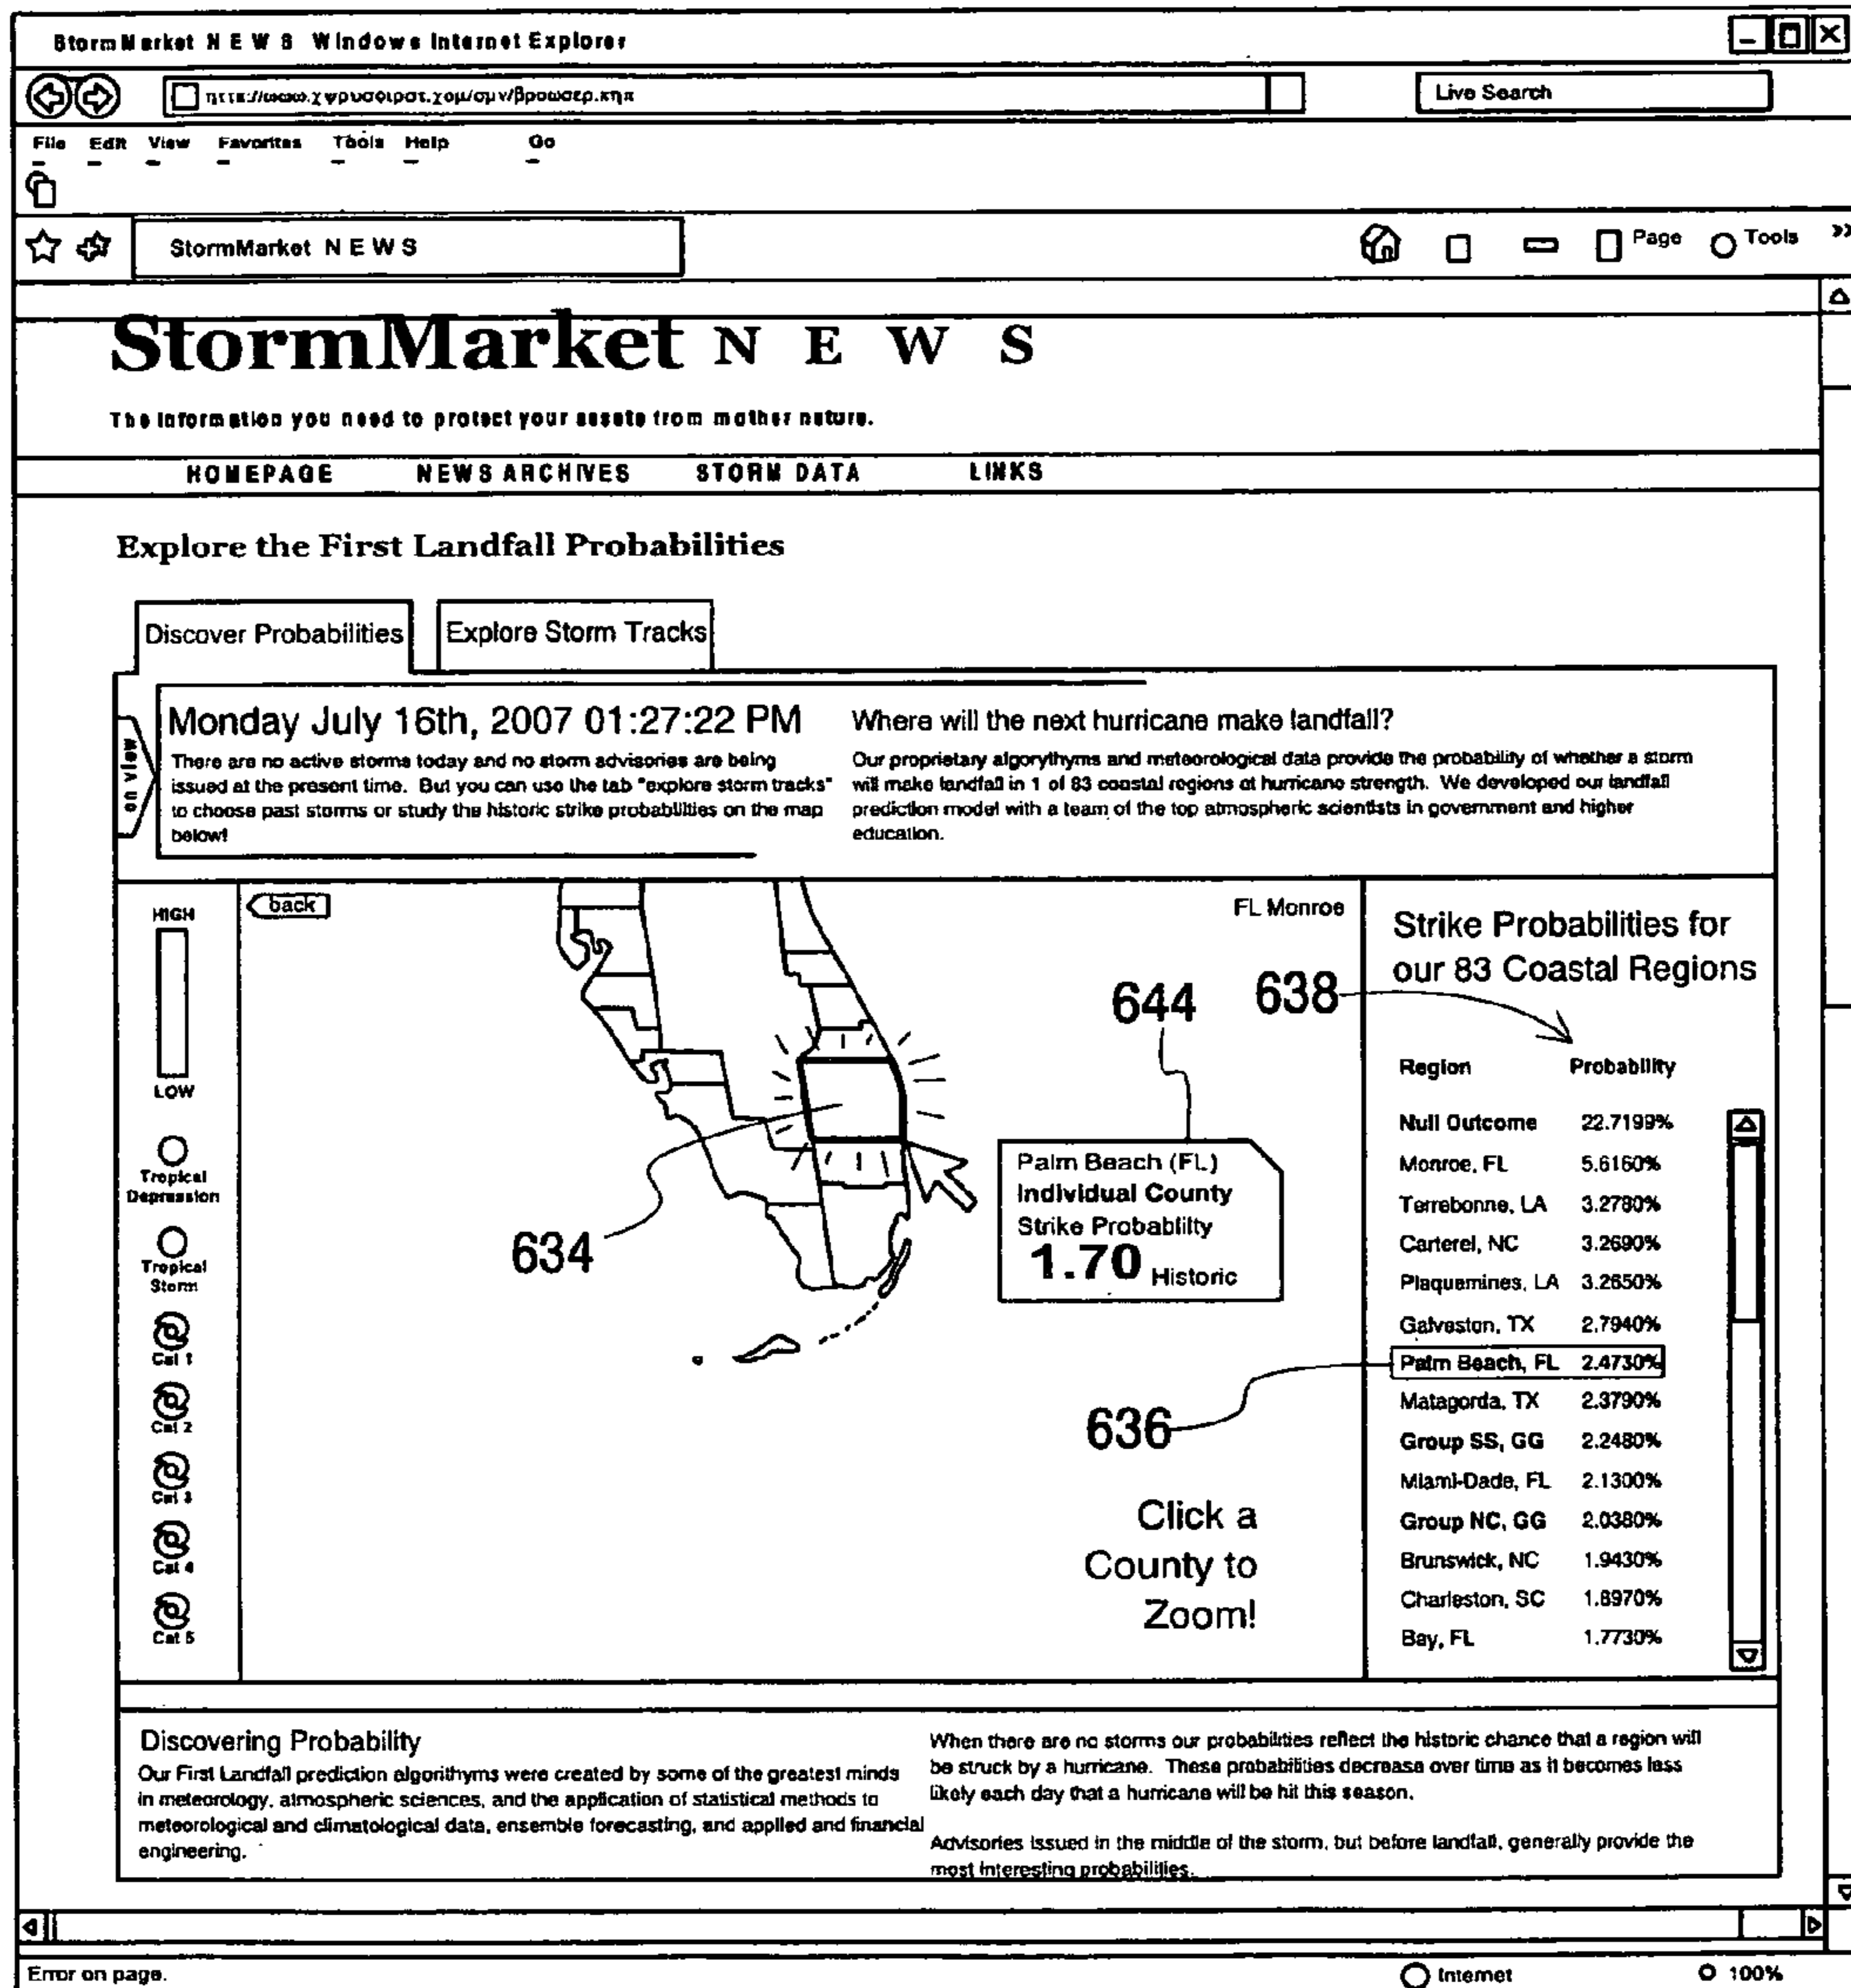 StormMarket N E W S Windows Internet Explorer
Live Search
File Edit View Favorites Tools Help Go
StormMarket N E W S
Page Tools »
StormMarket N E W S
The information you need to protect your assets from mother nature.
HOMEPAGE NEWS ARCHIVES STORM DATA LINKS
Explore the First Landfall Probabilities
Discover Probabilities Explore Storm Tracks
on view
Monday July 16th, 2007 01:27:22 PM
There are no active storms today and no storm advisories are being
issued at the present time. But you can use the tab "explore storm tracks"
to choose past storms or study the historic strike probabilities on the map
below!
Where will the next hurricane make landfall?
Our proprietary algorythyms and meteorological data provide the probability of whether a storm
will make landfall in 1 of 83 coastal regions at hurricane strength. We developed our landfall
prediction model with a team of the top atmospheric scientists in government and higher
education.
HIGH
LOW
Tropical
Depression
Tropical
Storm
Cat 1
Cat 2
Cat 3
Cat 4
Cat 5
back
FL Monroe
644
638
634
636
Palm Beach (FL)
Individual County
Strike Probability
1.70 Historic
Click a
County to
Zoom!
Strike Probabilities for
our 83 Coastal Regions
Region Probability
Null Outcome 22.7199%
Monroe, FL 5.6160%
Terrebonne, LA 3.2780%
Carterel, NC 3.2690%
Plaquemines, LA 3.2650%
Galveston, TX 2.7940%
Palm Beach, FL 2.4730%
Matagorda, TX 2.3790%
Group SS, GG 2.2480%
Miami-Dade, FL 2.1300%
Group NC, GG 2.0380%
Brunswick, NC 1.9430%
Charleston, SC 1.8970%
Bay, FL 1.7730%
Discovering Probability
Our First Landfall prediction algorithyms were created by some of the greatest minds
in meteorology, atmospheric sciences, and the application of statistical methods to
meteorological and climatological data, ensemble forecasting, and applied and financial
engineering.
When there are no storms our probabilities reflect the historic chance that a region will
be struck by a hurricane. These probabilities decrease over time as it becomes less
likely each day that a hurricane will be hit this season.
Advisories issued in the middle of the storm, but before landfall, generally provide the
most interesting probabilities.
Error on page.
Internet
100%